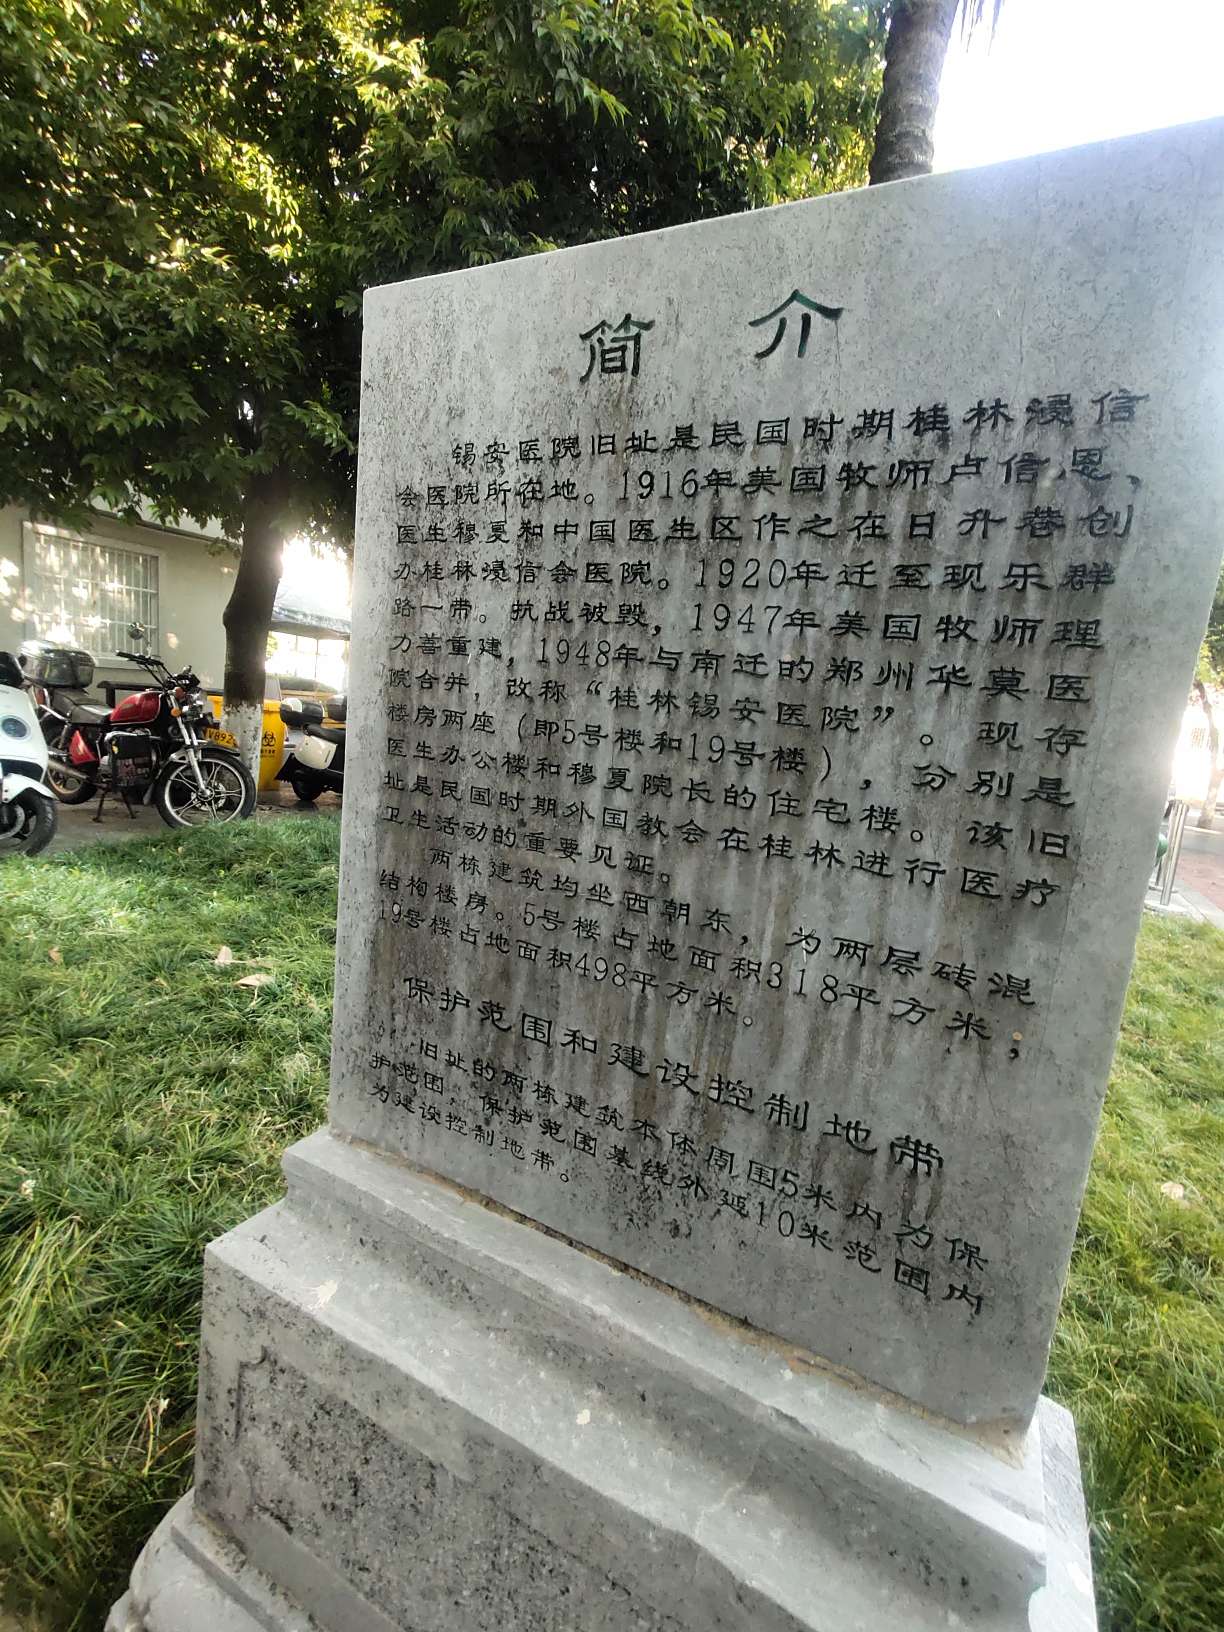 简 介
锡安医院旧址是民国时期桂林浸信
会医院所在地。1916年美国牧师卢信恩、
医生穆夏和中国医生区作之在日升巷创
办桂林浸信会医院。1920年迁至现乐群
路一带。抗战被毁，1947年美国牧师理
力善重建，1948年与南迁的郑州华莫医
院合并，改称“桂林锡安医院”。现存
楼房两座（即5号楼和19号楼），分别是
医生办公楼和穆夏院长的住宅楼。该旧
址是民国时期外国教会在桂林进行医疗
卫生活动的重要见证。
两栋建筑均坐西朝东，为两层砖混
结构楼房。5号楼占地面积318平方米，
19号楼占地面积498平方米。
保护范围和建设控制地带
旧址的两栋建筑本体周围5米内为保
护范围，保护范围基线外延10米范围内
为建设控制地带。